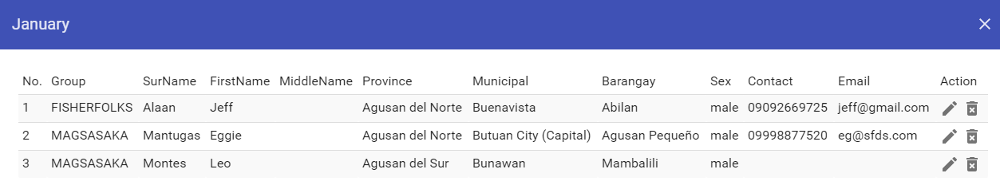 January
No. Group SurName FirstName MiddleName Province Municipal Barangay Sex Contact Email Action
1 FISHERFOLKS Alaan Jeff Agusan del Norte Buenavista Abilan male 09092669725 jeff@gmail.com
2 MAGSASAKA Mantugas Eggie Agusan del Norte Butuan City (Capital) Agusan Pequeño male 09998877520 eg@sfds.com
3 MAGSASAKA Montes Leo Agusan del Sur Bunawan Mambalili male